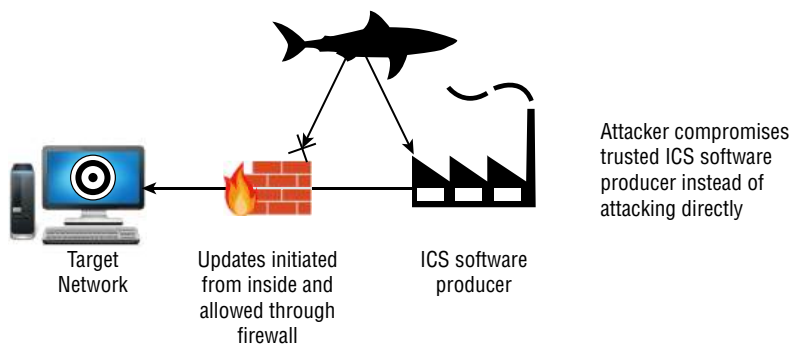 Attacker compromises
trusted ICS software
producer instead of
attacking directly
Target
Network
Updates initiated
from inside and
allowed through
firewall
ICS software
producer